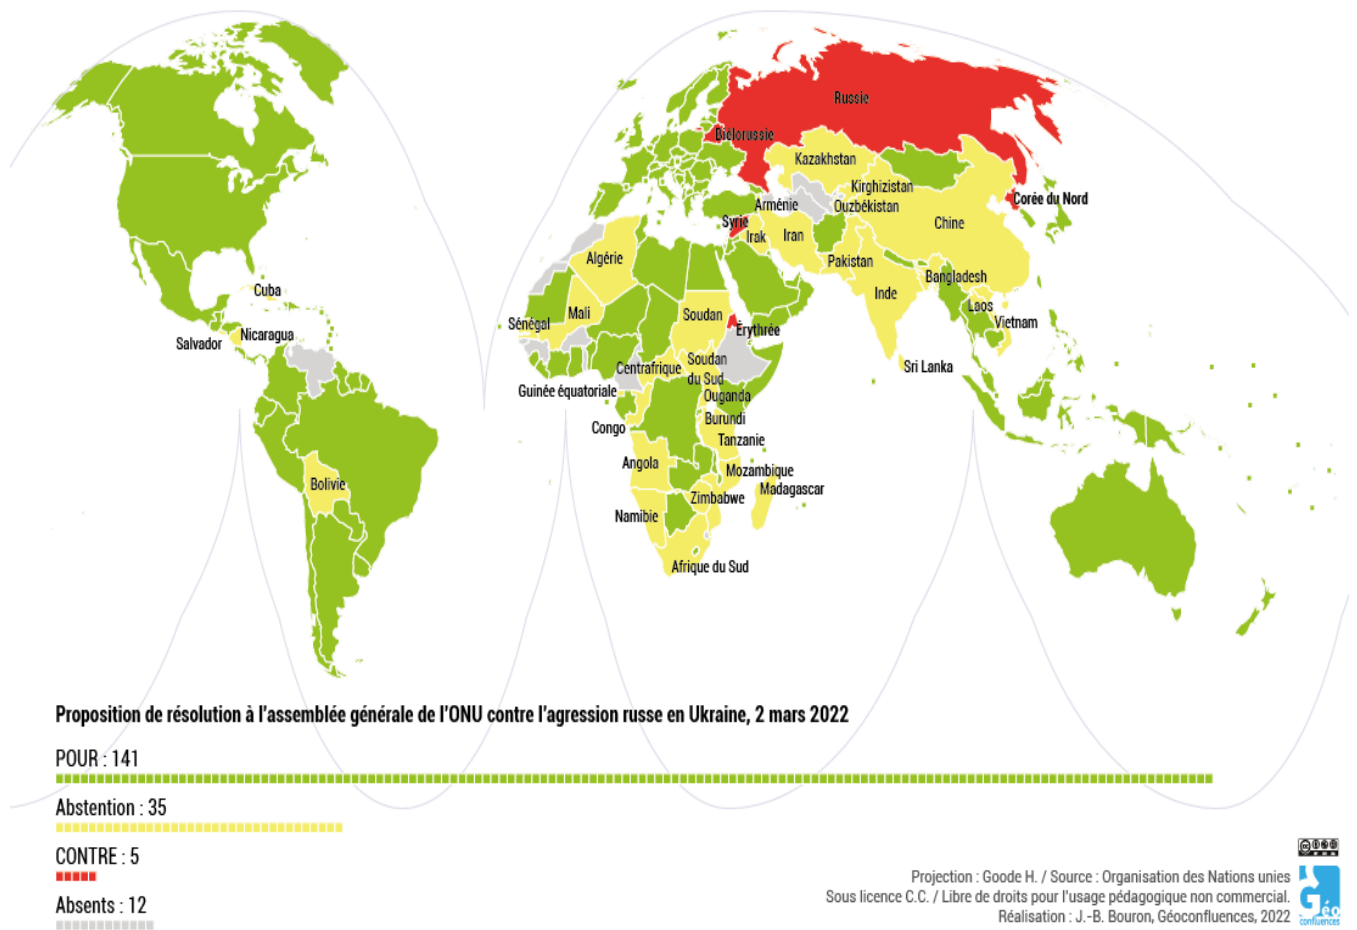 Russie
Biélorussie
Kazakhstan
Kirghizistan
Corée du Nord
Arménie
Ouzbékistan
Syrie
Chine
Irak
Iran
Algérie
Pakistan
Bangladesh
Cuba
Inde
Laos
Mali
Soudan
Sénégal
Vietnam
Érythrée
Nicaragua
Salvador
Soudan
du Sud
Centrafrique
Sri Lanka
Guinée équatoriale
Ouganda
Burundi
Congo
Tanzanie
Angola
Mozambique
Bolivie
Madagascar
Zimbabwe
Namibie
Afrique du Sud
Proposition de résolution à l'assemblée générale de l'ONU contre l'agression russe en Ukraine, 2 mars 2022
POUR : 141
Abstention : 35
CONTRE : 5
Absents : 12
Projection : Goode H. / Source : Organisation des Nations unies
Sous licence C.C. / Libre de droits pour l'usage pédagogique non commercial.
Réalisation : J.-B. Bouron, Géoconfluences, 2022
Géo
confluences